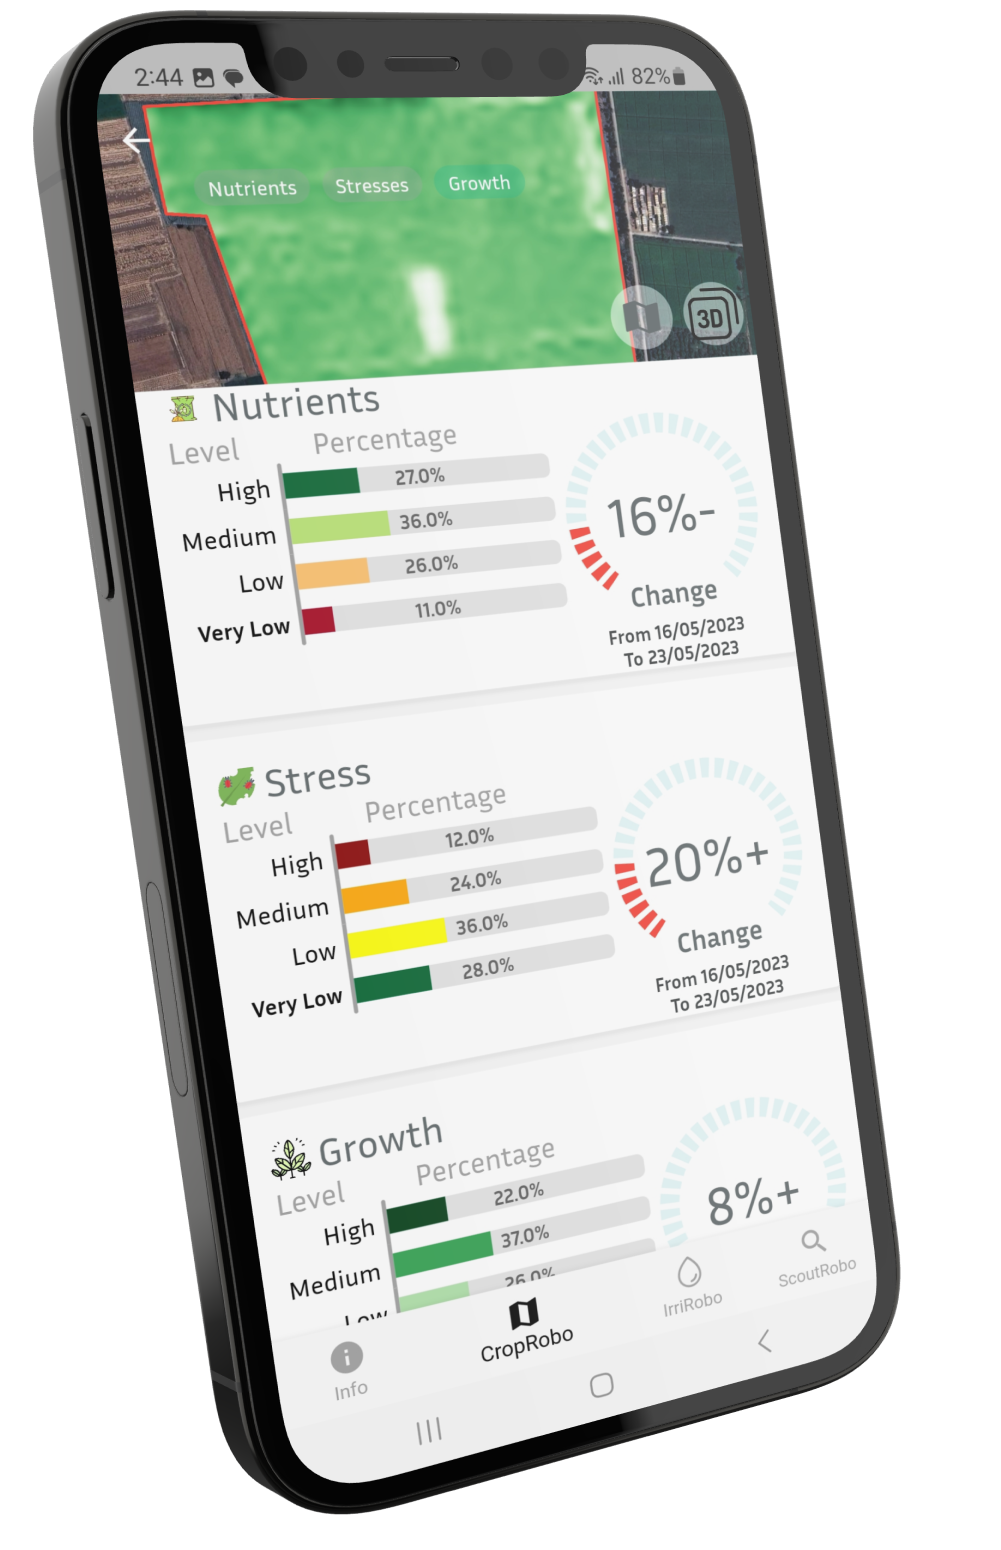 2:44 82%
Nutrients Stresses Growth
3D
Nutrients
Level Percentage
High 27.0%
Medium 36.0%
Low 26.0%
Very Low 11.0%
16%-
Change
From 16/05/2023
To 23/05/2023
Stress
Level Percentage
High 12.0%
Medium 24.0%
Low 36.0%
Very Low 28.0%
20%+
Change
From 16/05/2023
To 23/05/2023
Growth
Level Percentage
High 22.0%
Medium 37.0%
Low 26.0%
8%+
Info CropRobo IrriRobo ScoutRobo